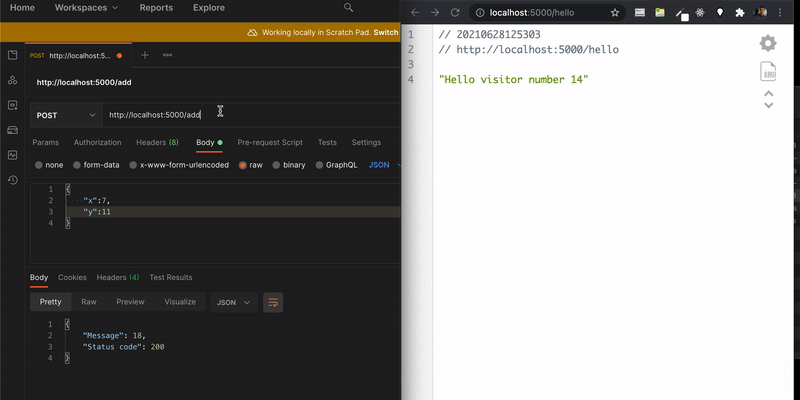 Home Workspaces Reports Explore
Working locally in Scratch Pad. Switch
POST http://localhost:5000/...
http://localhost:5000/add
POST http://localhost:5000/add
Params Authorization Headers (8) Body Pre-request Script Tests Settings
none form-data x-www-form-urlencoded raw binary GraphQL JSON
1 {
2 "x":7,
3 "y":11
4 }
Body Cookies Headers (4) Test Results
Pretty Raw Preview Visualize JSON
1 {
2 "Message": 18,
3 "Status code": 200
4 }
localhost:5000/hello
1 // 20210628125303
2 // http://localhost:5000/hello
3
4 "Hello visitor number 14"